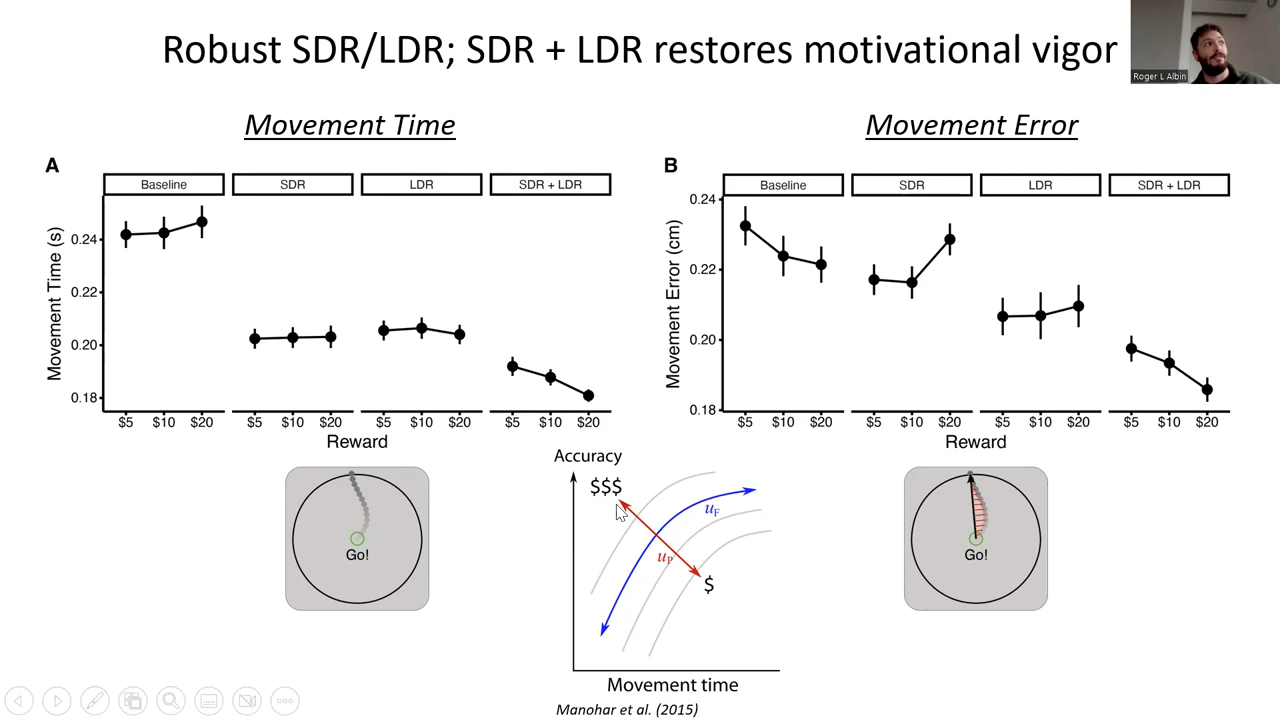 Robust SDR/LDR; SDR + LDR restores motivational vigor
Roger L Albin
Movement Time
Movement Error
A
Baseline
SDR
LDR
SDR + LDR
Movement Time (s)
0.24
0.22
0.20
0.18
$5 $10 $20 $5 $10 $20 $5 $10 $20 $5 $10 $20
Reward
B
Baseline
SDR
LDR
SDR + LDR
Movement Error (cm)
0.24
0.22
0.20
0.18
$5 $10 $20 $5 $10 $20 $5 $10 $20 $5 $10 $20
Reward
Go!
Accuracy
$$$
uF
uP
$
Movement time
Manohar et al. (2015)
Go!